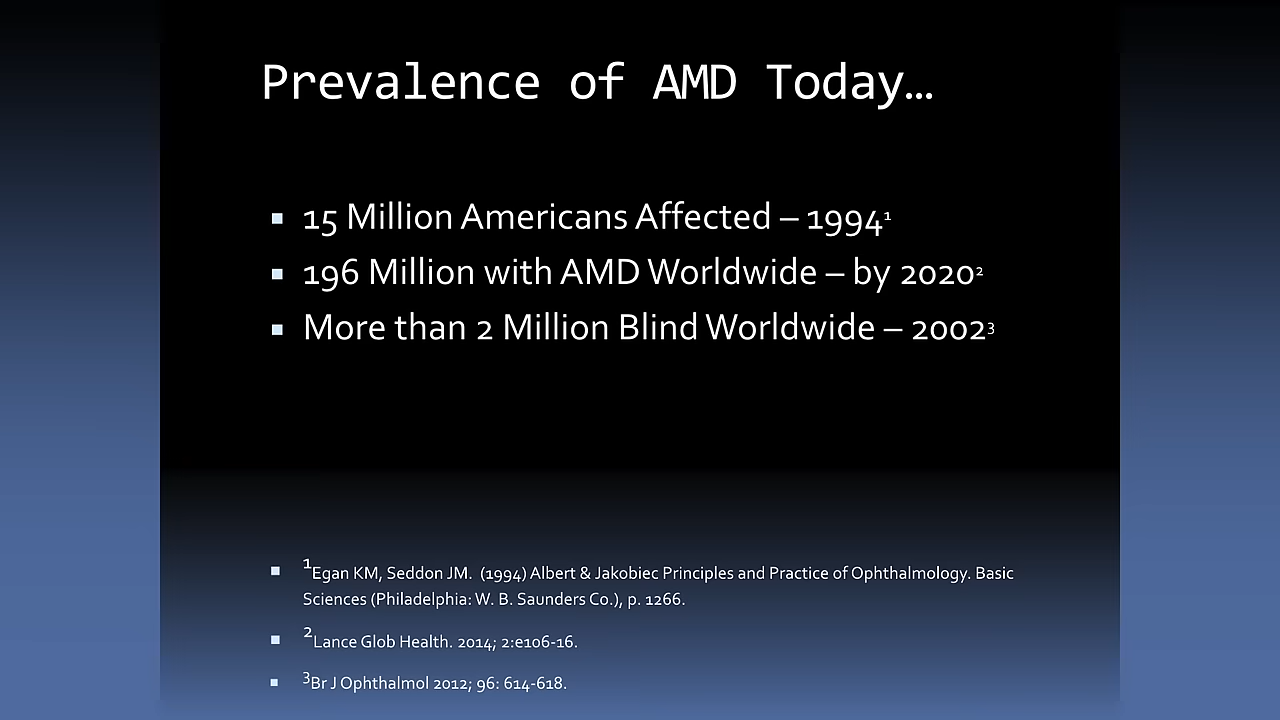 Prevalence of AMD Today…
▪ 15 Million Americans Affected – 1994¹
▪ 196 Million with AMD Worldwide – by 2020²
▪ More than 2 Million Blind Worldwide – 2002³
▪ ¹Egan KM, Seddon JM. (1994) Albert & Jakobiec Principles and Practice of Ophthalmology. Basic
Sciences (Philadelphia: W. B. Saunders Co.), p. 1266.
▪ ²Lance Glob Health. 2014; 2:e106-16.
▪ ³Br J Ophthalmol 2012; 96: 614-618.